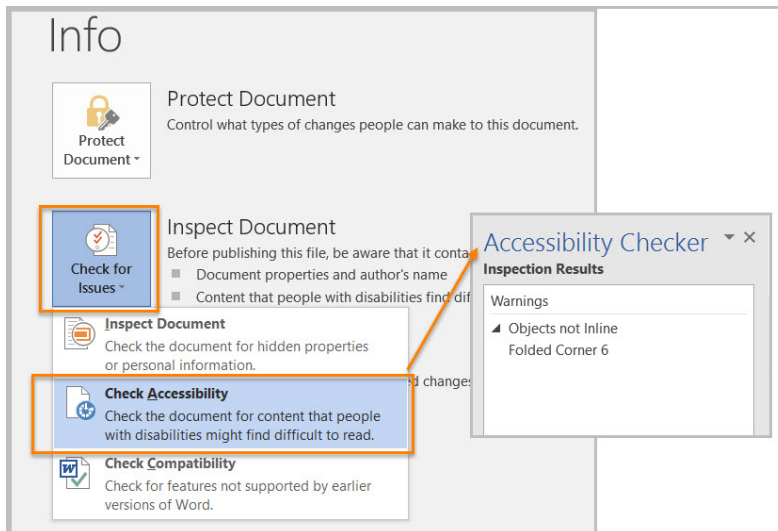 Info
Protect Document
Control what types of changes people can make to this document.
Protect
Document
Inspect Document
Before publishing this file, be aware that it conta
Document properties and author's name
Content that people with disabilities find dif
Check for
Issues
Inspect Document
Check the document for hidden properties
or personal information.
d changes
Check Accessibility
Check the document for content that people
with disabilities might find difficult to read.
Check Compatibility
Check for features not supported by earlier
versions of Word.
Accessibility Checker
Inspection Results
Warnings
Objects not Inline
Folded Corner 6